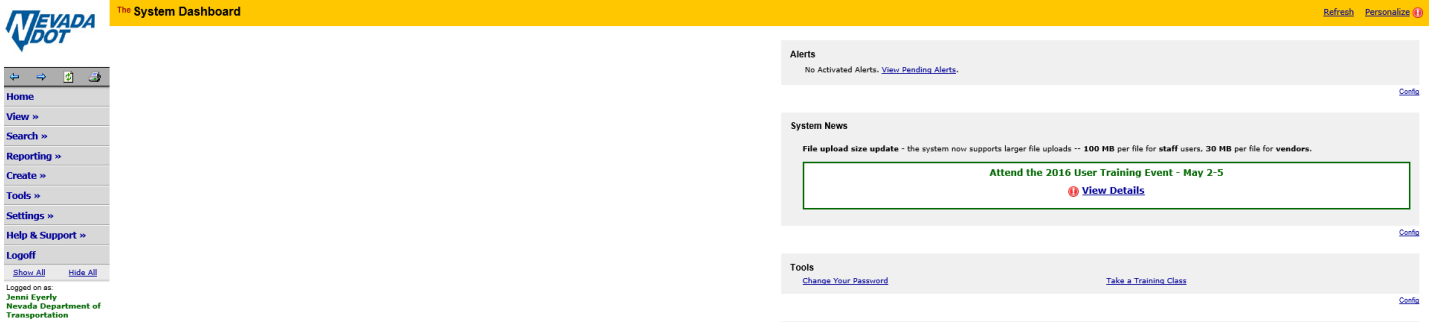 NEVADA
DOT
The System Dashboard
Refresh Personalize
Home
View »
Search »
Reporting »
Create »
Tools »
Settings »
Help & Support »
Logoff
Show All Hide All
Logged on as:
Jenni Eyerly
Nevada Department of
Transportation
Alerts
No Activated Alerts. View Pending Alerts.
Config
System News
File upload size update - the system now supports larger file uploads -- 100 MB per file for staff users, 30 MB per file for vendors.
Attend the 2016 User Training Event - May 2-5
View Details
Config
Tools
Change Your Password Take a Training Class
Config